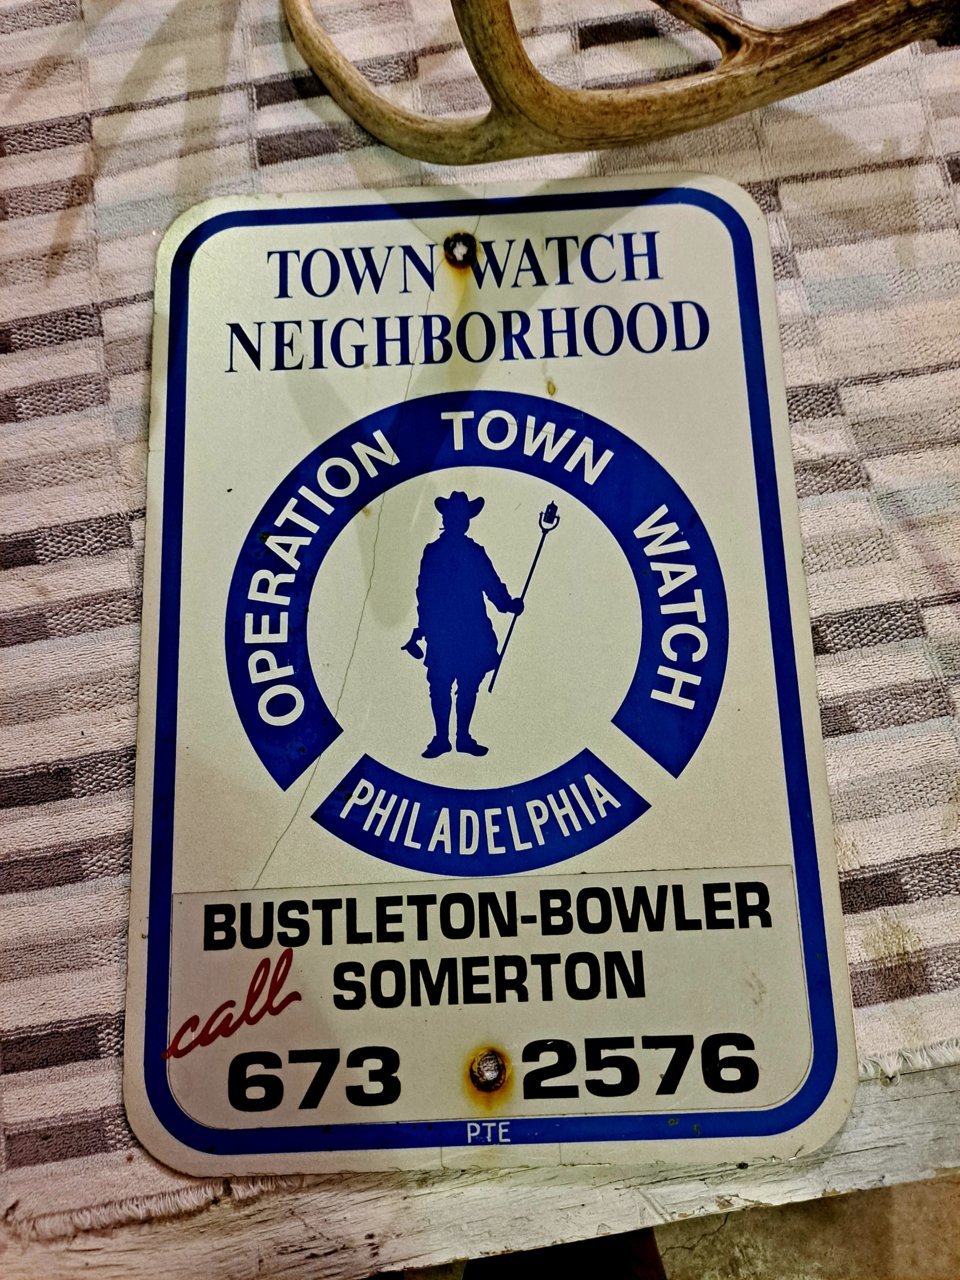 TOWN WATCH
NEIGHBORHOOD
OPERATION TOWN WATCH
PHILADELPHIA
BUSTLETON-BOWLER
call SOMERTON
673 2576
PTE